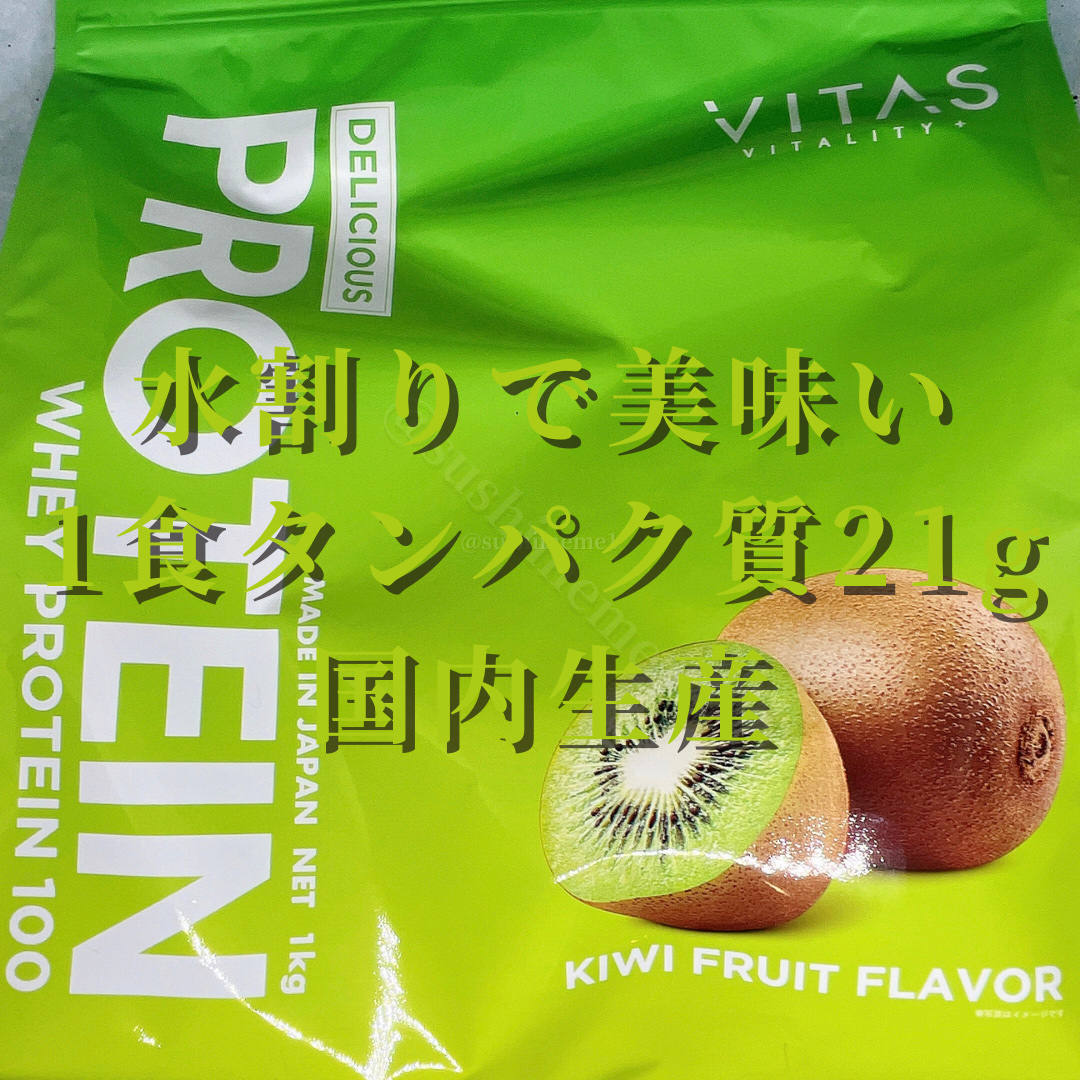 VITAS
VITALITY+
DELICIOUS
PROTEIN
WHEY PROTEIN 100
MADE IN JAPAN NET 1kg
水割りで美味い
1食タンパク質21g
国内生産
KIWI FRUIT FLAVOR